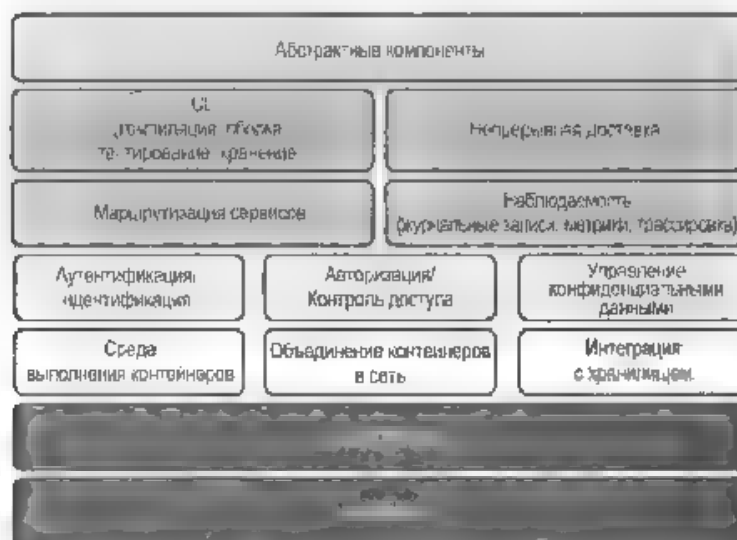 Абстрактные компоненты
CI
компиляция, сборка
тестирование, хранение
Непрерывная доставка
Маршрутизация сервисов
Наблюдаемость
(журнальные записи, метрики, трассировка)
Аутентификация/
идентификация
Авторизация/
Контроль доступа
Управление
конфиденциальными
данными
Среда
выполнения контейнеров
Объединение контейнеров
в сеть
Интеграция
с хранилищем